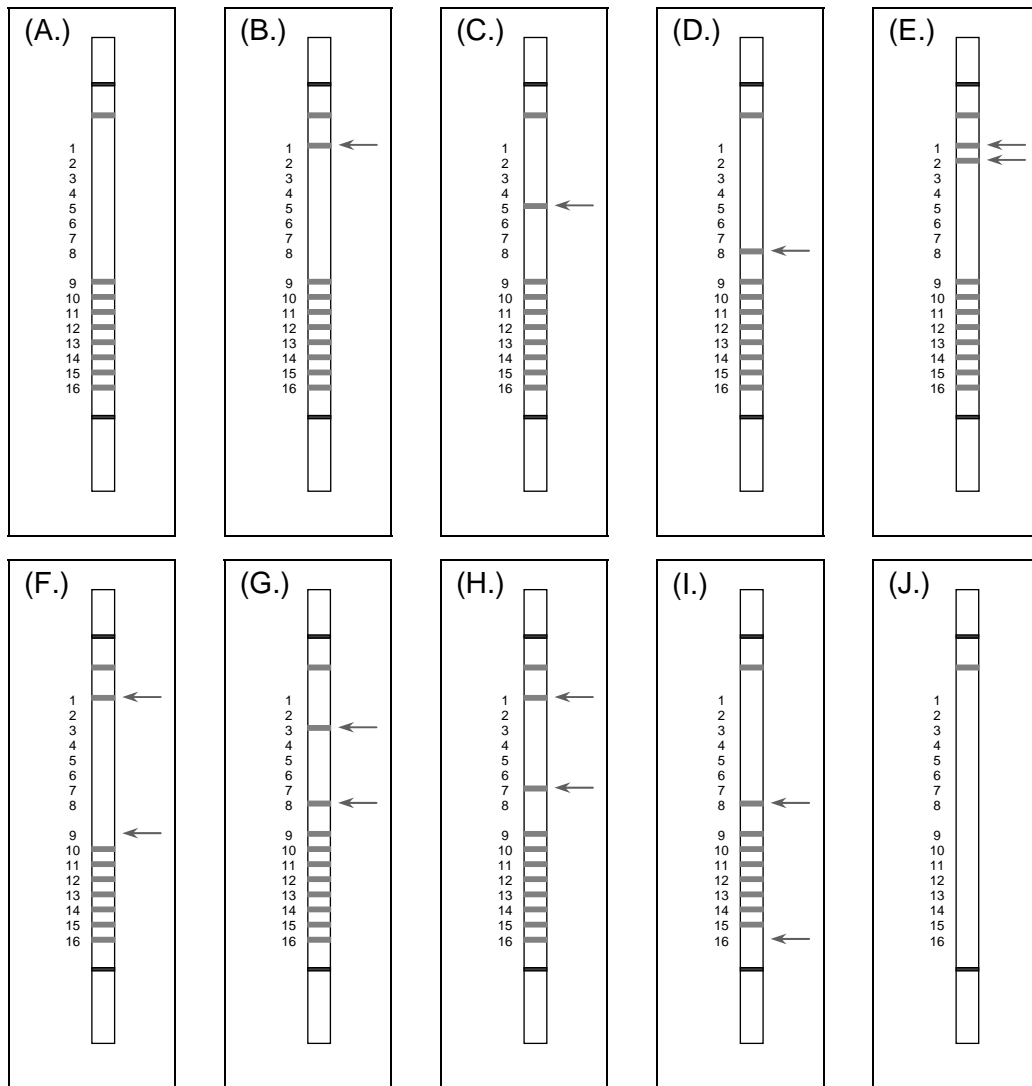 (A.) (B.) (C.) (D.) (E.)
1 1 1 1 1
2 2 2 2 2
3 3 3 3 3
4 4 4 4 4
5 5 5 5 5
6 6 6 6 6
7 7 7 7 7
8 8 8 8 8
9 9 9 9 9
10 10 10 10 10
11 11 11 11 11
12 12 12 12 12
13 13 13 13 13
14 14 14 14 14
15 15 15 15 15
16 16 16 16 16
(F.) (G.) (H.) (I.) (J.)
1 1 1 1 1
2 2 2 2 2
3 3 3 3 3
4 4 4 4 4
5 5 5 5 5
6 6 6 6 6
7 7 7 7 7
8 8 8 8 8
9 9 9 9 9
10 10 10 10 10
11 11 11 11 11
12 12 12 12 12
13 13 13 13 13
14 14 14 14 14
15 15 15 15 15
16 16 16 16 16